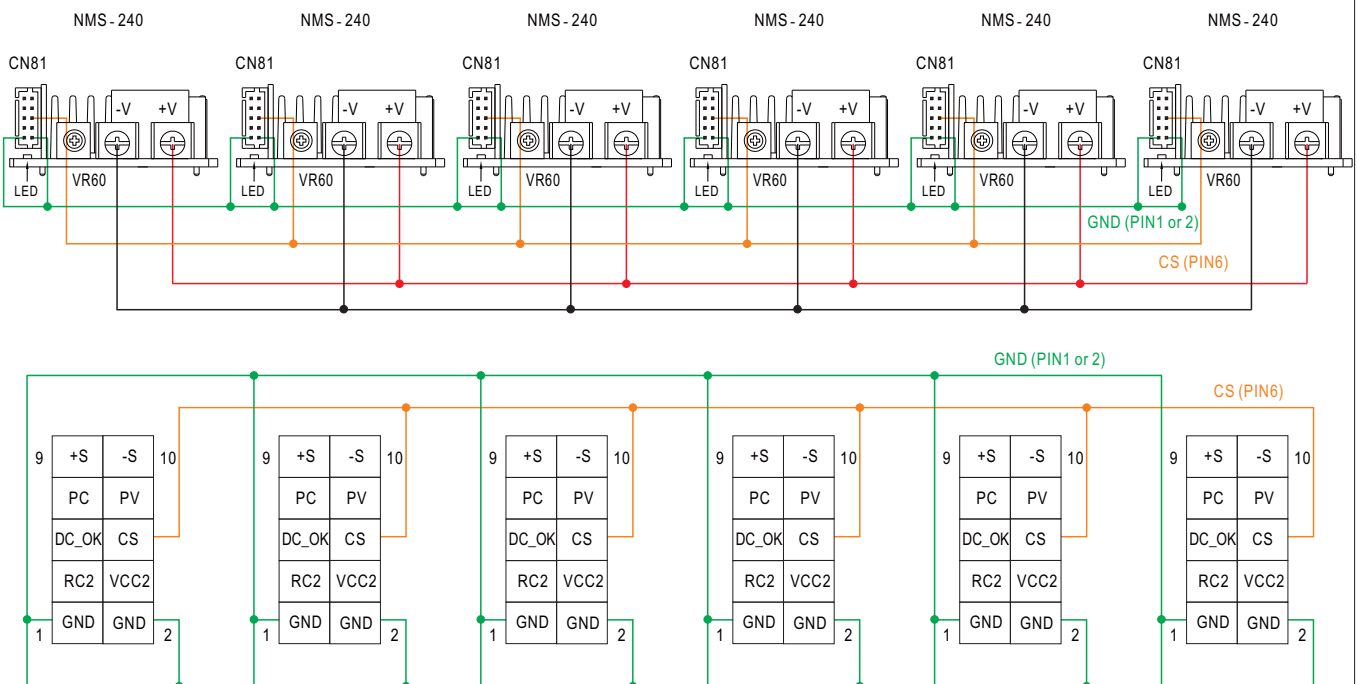 NMS-240 NMS-240 NMS-240 NMS-240 NMS-240 NMS-240
CN81 CN81 CN81 CN81 CN81 CN81
-V +V -V +V -V +V -V +V -V +V -V +V
LED VR60 LED VR60 LED VR60 LED VR60 LED VR60 LED VR60
GND (PIN1 or 2)
CS (PIN6)
GND (PIN1 or 2)
CS (PIN6)
9 +S -S 10 9 +S -S 10 9 +S -S 10 9 +S -S 10 9 +S -S 10 9 +S -S 10
PC PV PC PV PC PV PC PV PC PV PC PV
DC_OK CS DC_OK CS DC_OK CS DC_OK CS DC_OK CS DC_OK CS
RC2 VCC2 RC2 VCC2 RC2 VCC2 RC2 VCC2 RC2 VCC2 RC2 VCC2
1 GND GND 2 1 GND GND 2 1 GND GND 2 1 GND GND 2 1 GND GND 2 1 GND GND 2